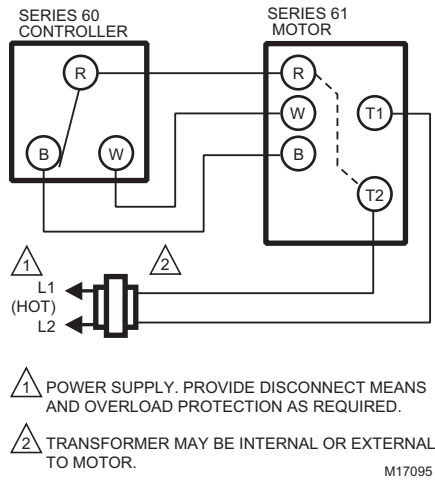 SERIES 60
CONTROLLER
SERIES 61
MOTOR
R
B
W
R
W
B
T1
T2
1
2
L1
(HOT)
L2
1 POWER SUPPLY. PROVIDE DISCONNECT MEANS
AND OVERLOAD PROTECTION AS REQUIRED.
2 TRANSFORMER MAY BE INTERNAL OR EXTERNAL
TO MOTOR.
M17095